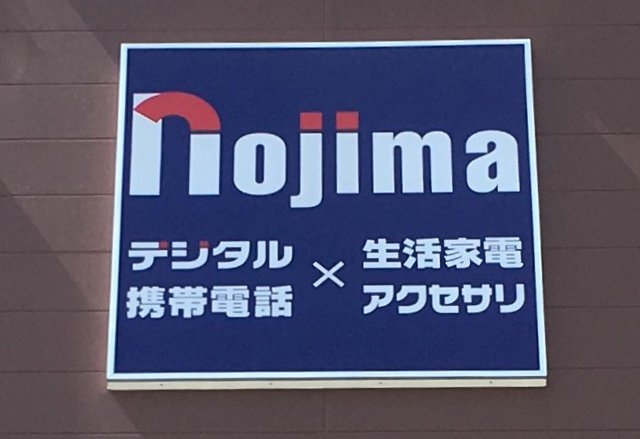 nojima
デジタル
携帯電話
×
生活家電
アクセサリ